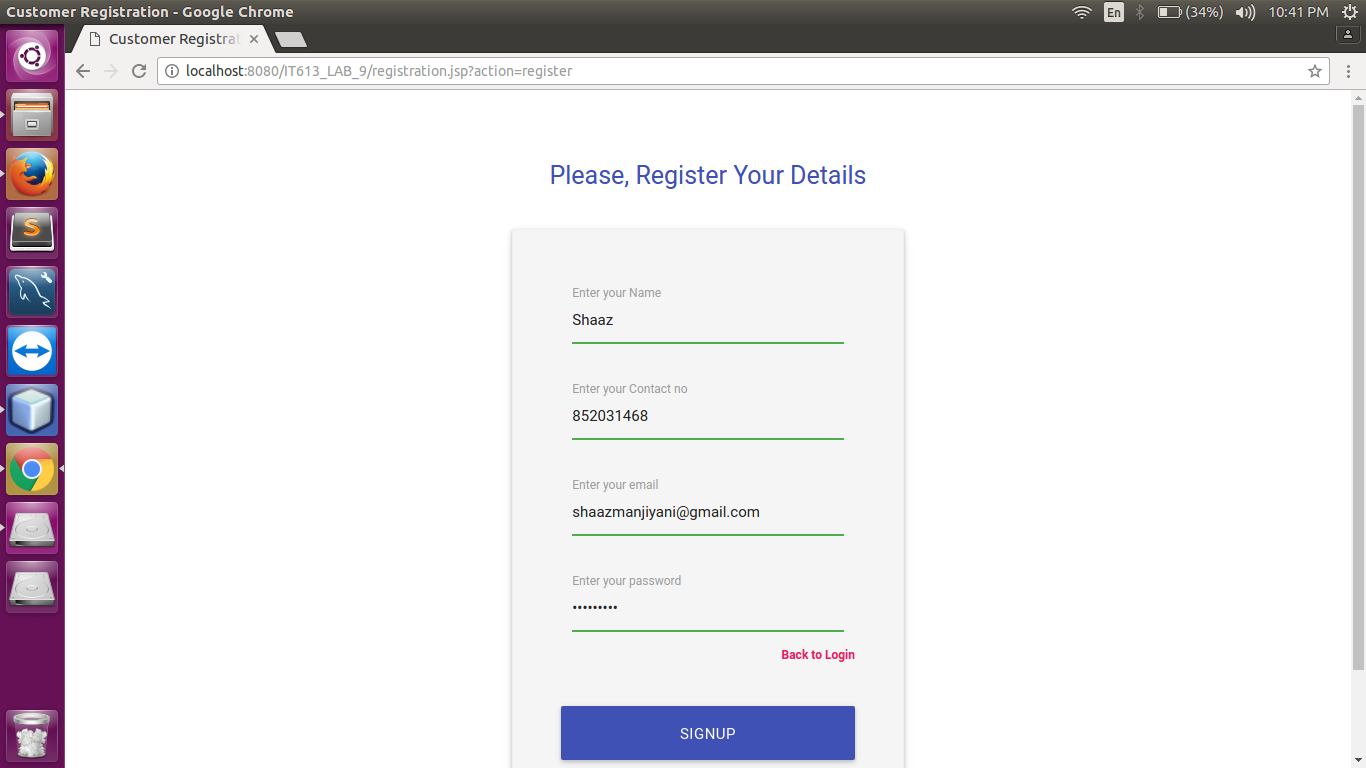 Customer Registration - Google Chrome
En
(34%)
10:41 PM
Customer Registrat
localhost:8080/IT613_LAB_9/registration.jsp?action=register
Please, Register Your Details
Enter your Name
Shaaz
Enter your Contact no
852031468
Enter your email
shaazmanjiyani@gmail.com
Enter your password
•••••••••
Back to Login
SIGNUP